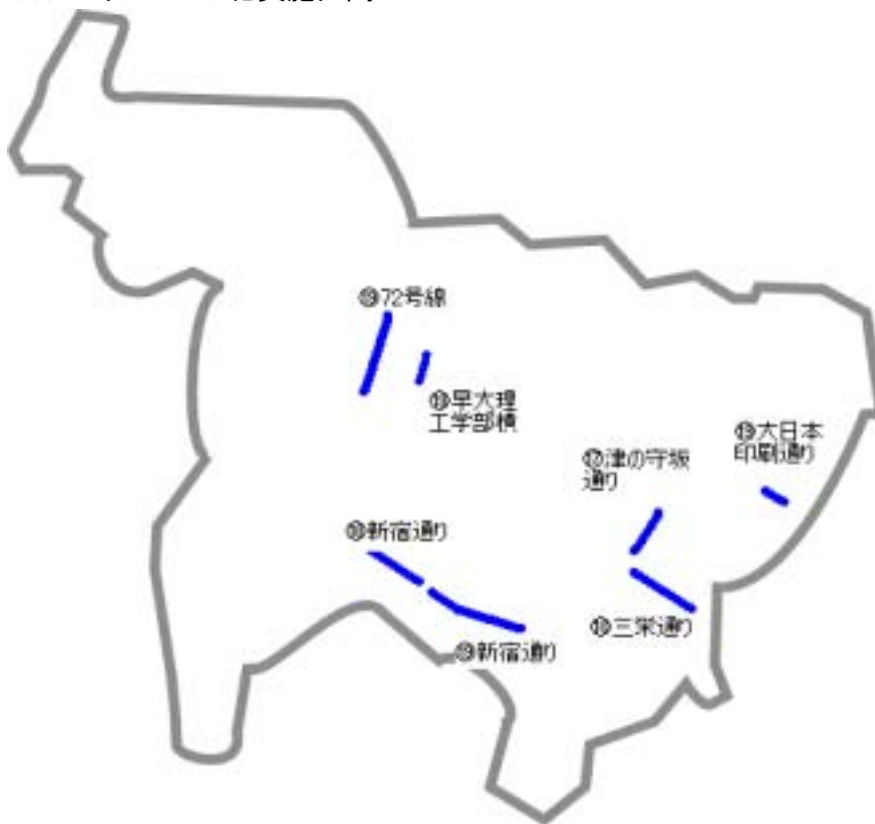 72号線
早大理
工学部横
大日本
印刷通り
津の守坂
通り
新宿通り
三栄通り
新宿通り